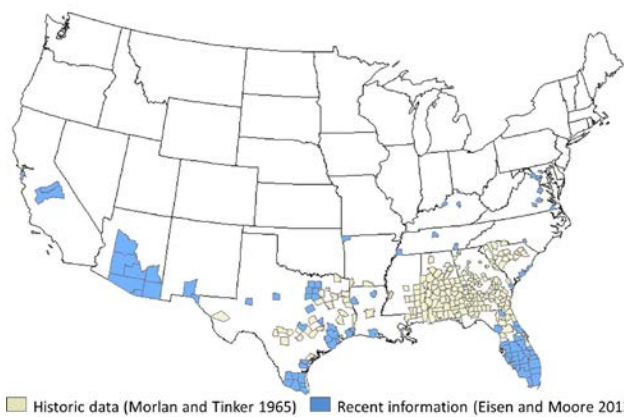 Historic data (Morlan and Tinker 1965) Recent information (Eisen and Moore 201